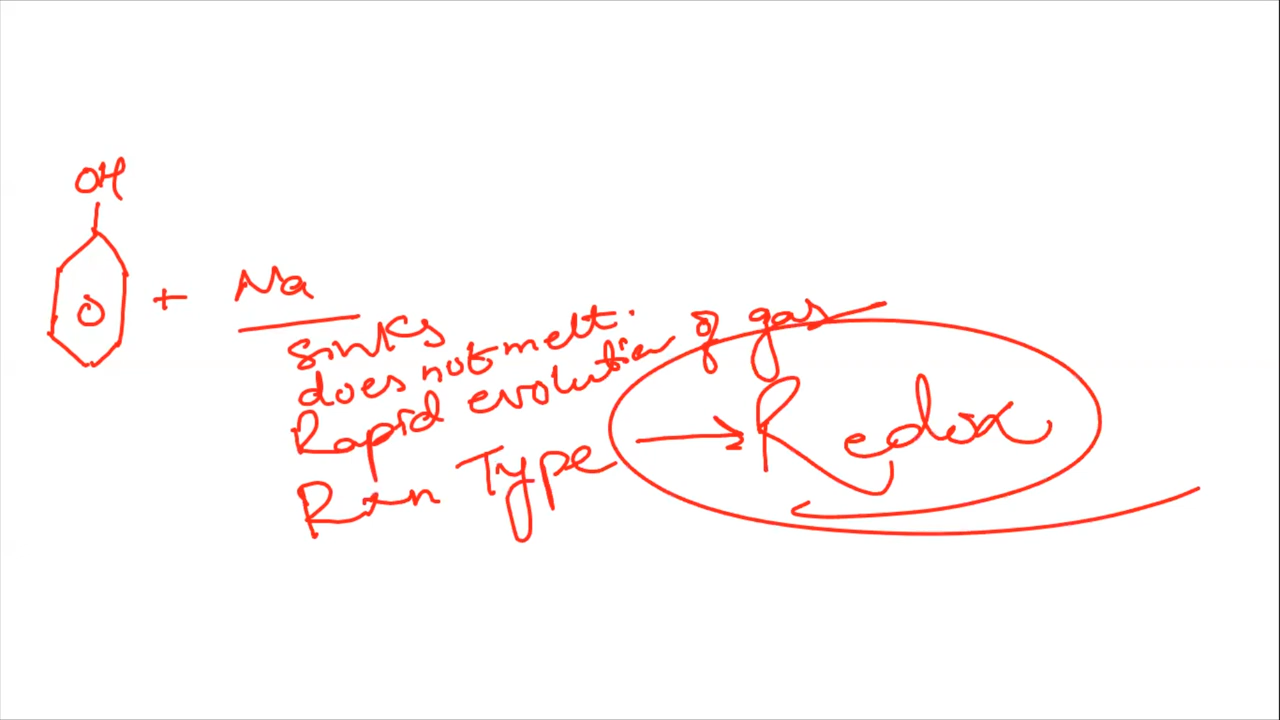 OH
+ Na
sinks
does not melt.
Rapid evolution of gas
Rxn Type → Redox